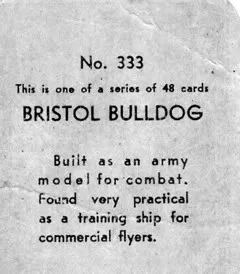 No. 333
This is one of a series of 48 cards
BRISTOL BULLDOG
Built as an army
model for combat.
Found very practical
as a training ship for
commercial flyers.